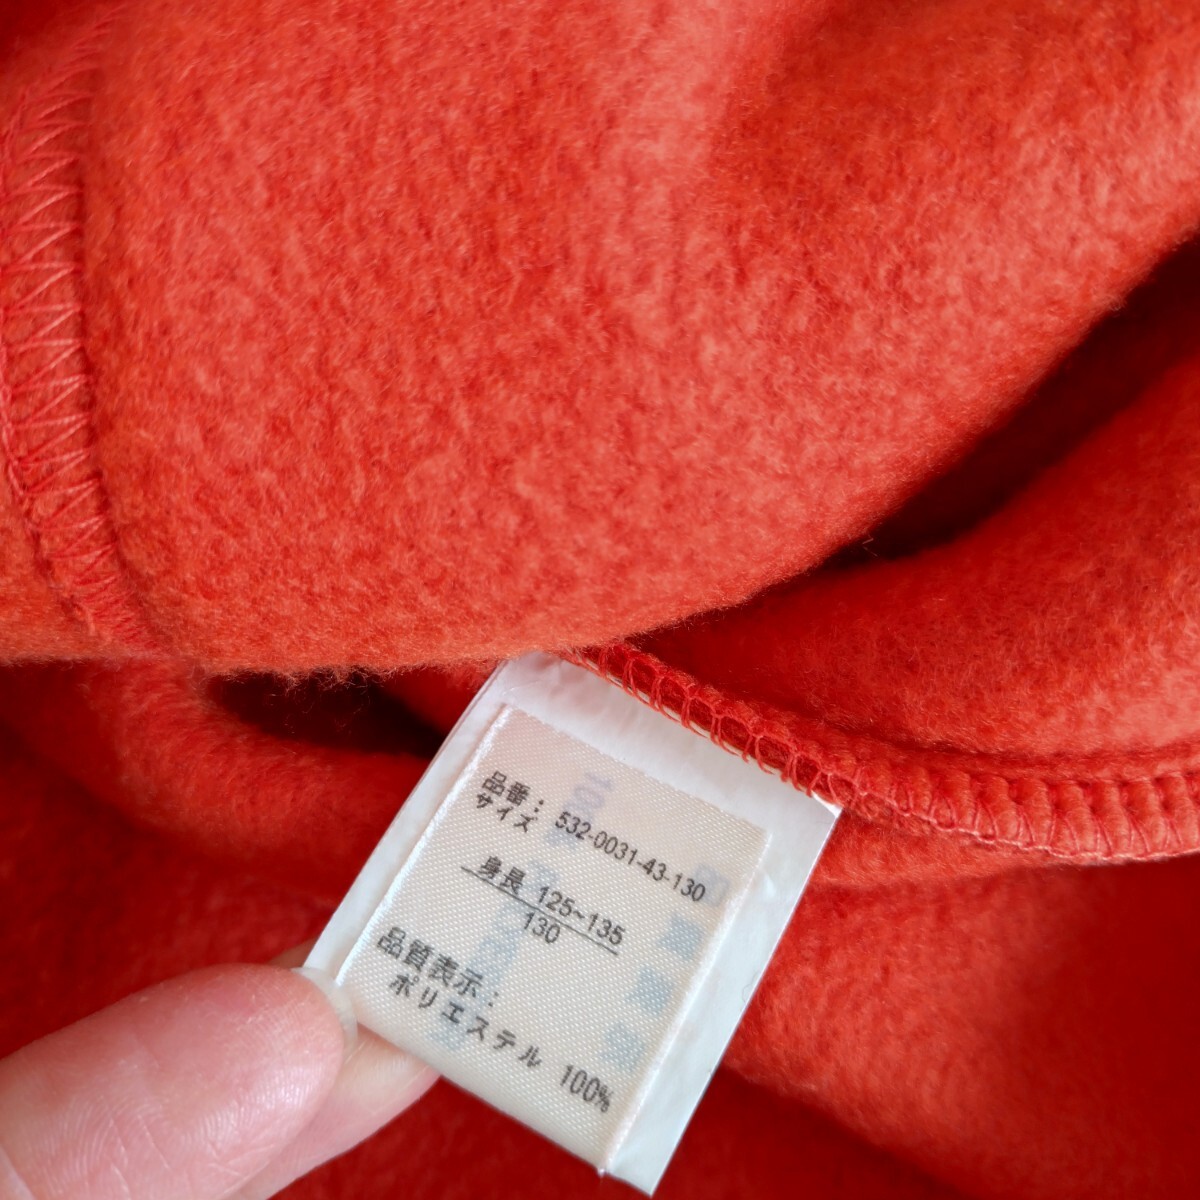 品番: 532-0031-43-130
サイズ
身長 125~135
130
品質表示:
ポリエステル 100%